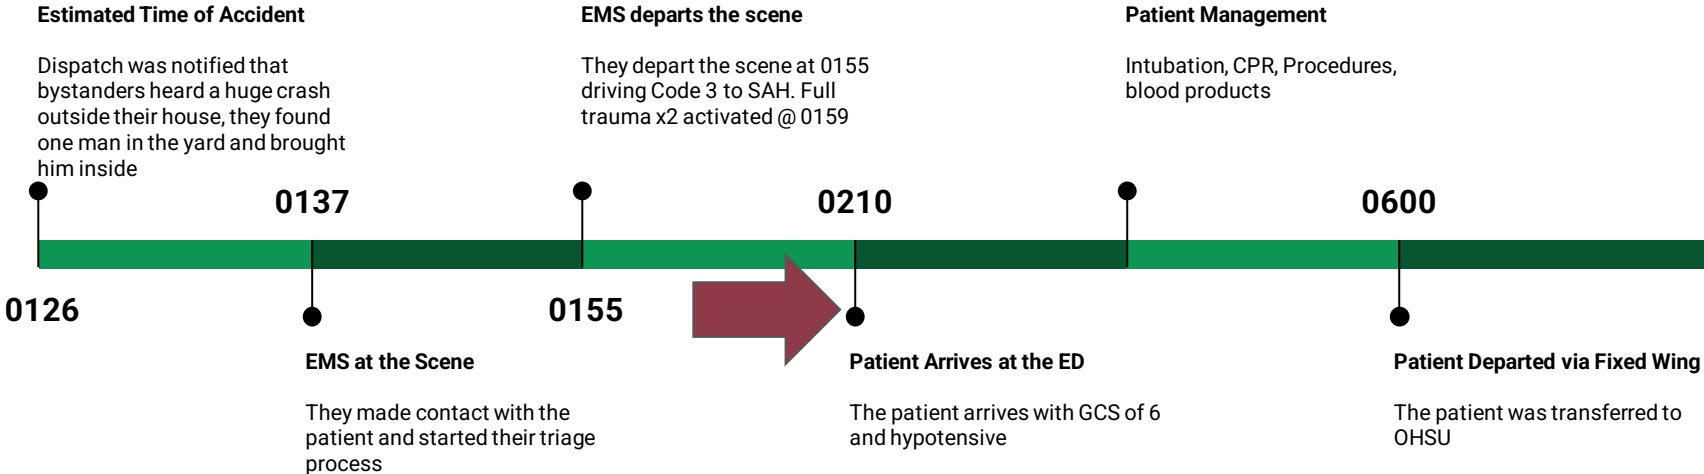 Estimated Time of Accident
Dispatch was notified that
bystanders heard a huge crash
outside their house, they found
one man in the yard and brought
him inside
0126
0137
EMS at the Scene
They made contact with the
patient and started their triage
process
EMS departs the scene
They depart the scene at 0155
driving Code 3 to SAH. Full
trauma x2 activated @ 0159
0155
0210
Patient Arrives at the ED
The patient arrives with GCS of 6
and hypotensive
Patient Management
Intubation, CPR, Procedures,
blood products
0600
Patient Departed via Fixed Wing
The patient was transferred to
OHSU